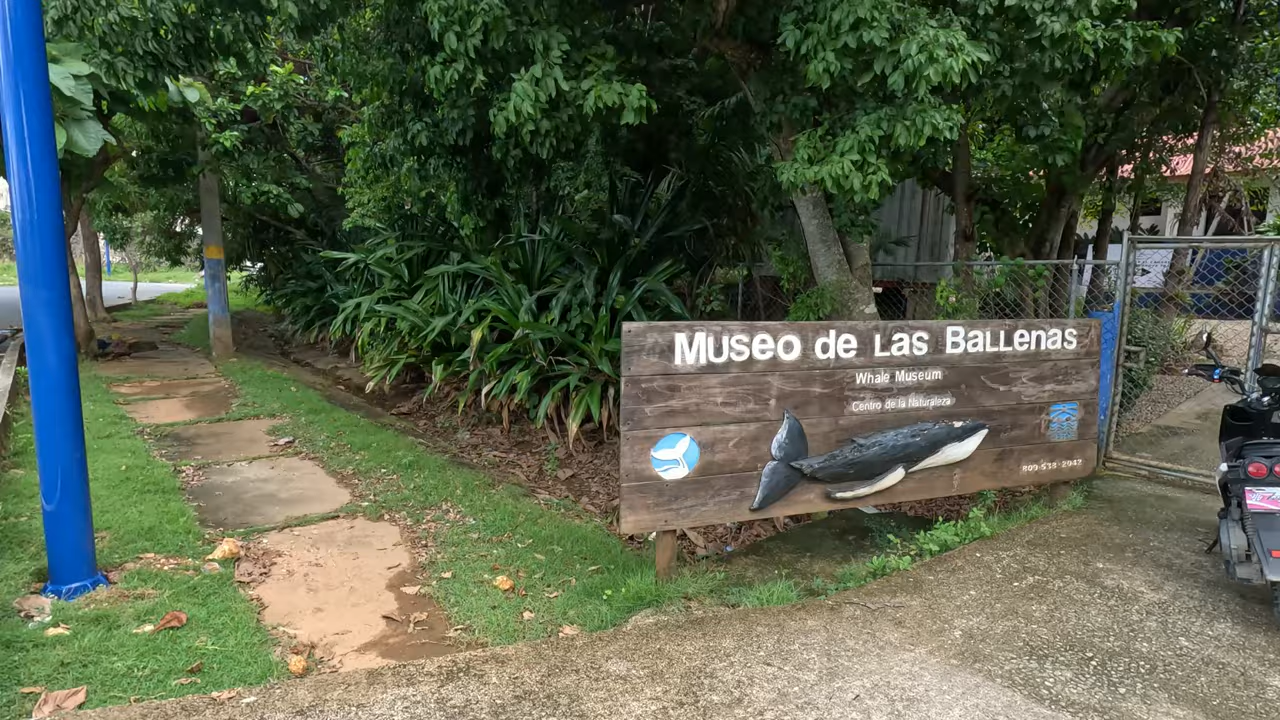 Museo de Las Ballenas
Whale Museum
Centro de la Naturaleza
809-538-2042